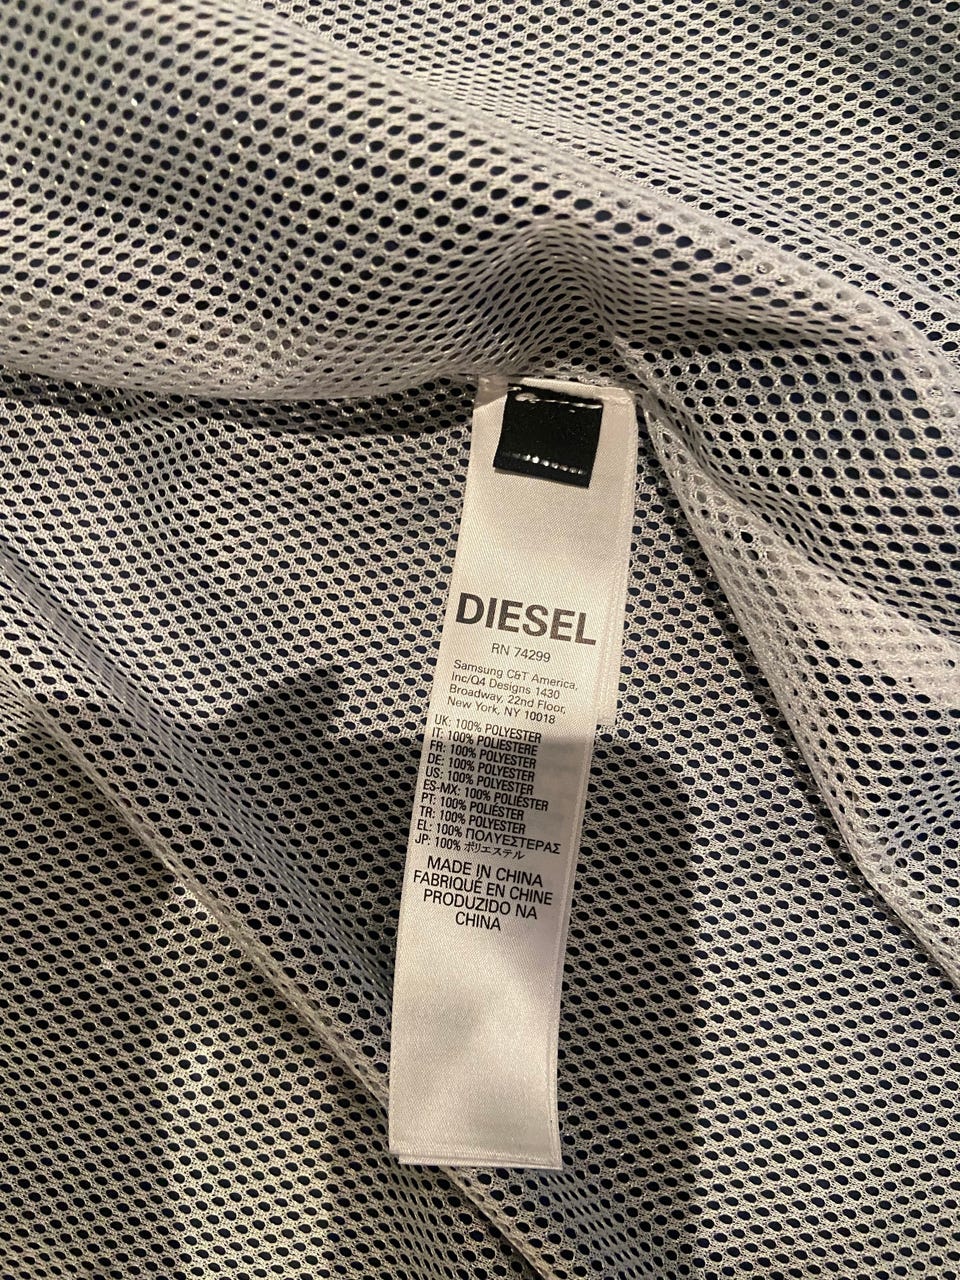 DIESEL
RN 74299
Samsung C&T America,
Inc/Q4 Designs 1430
Broadway, 22nd Floor,
New York, NY 10018
UK: 100% POLYESTER
IT: 100% POLIESTERE
FR: 100% POLYESTER
DE: 100% POLYESTER
US: 100% POLYESTER
ES-MX: 100% POLIÉSTER
PT: 100% POLIÉSTER
TR: 100% POLYESTER
EL: 100% ΠΟΛΥΕΣΤΕΡΑΣ
JP: 100% ポリエステル
MADE IN CHINA
FABRIQUÉ EN CHINE
PRODUZIDO NA
CHINA